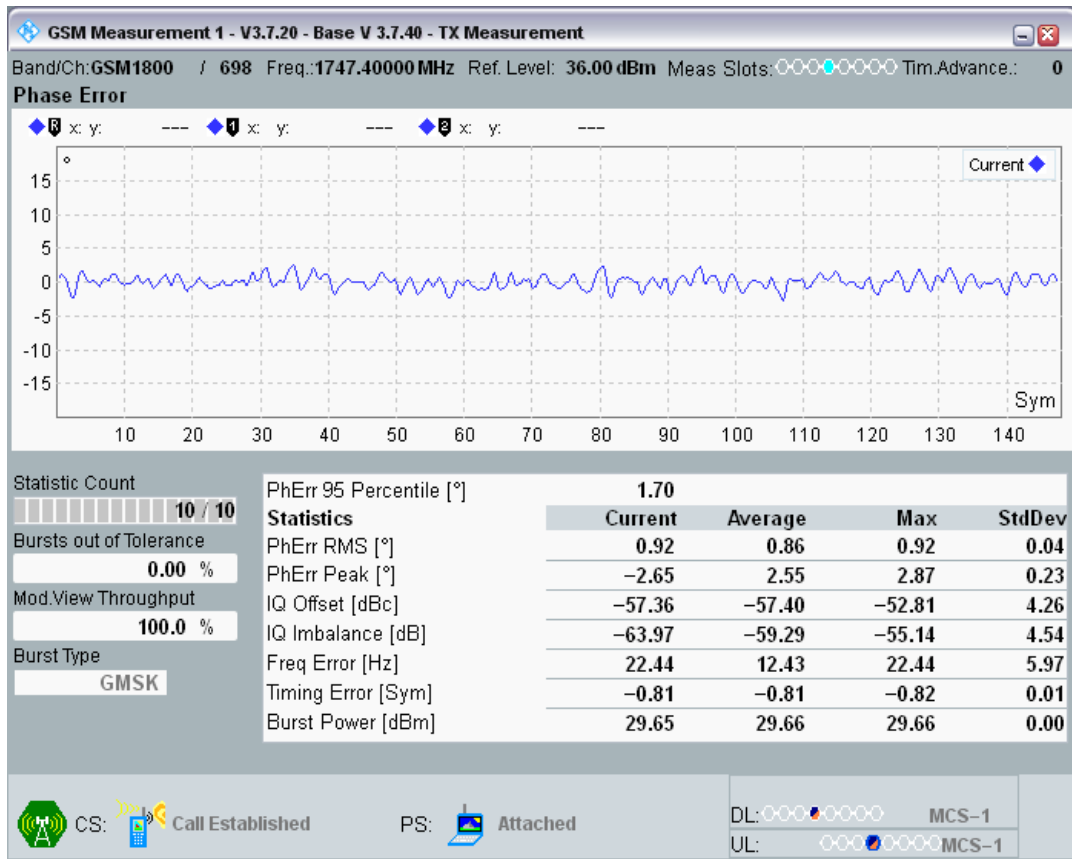 GSM Measurement 1 - V3.7.20 - Base V 3.7.40 - TX Measurement
Band/Ch:GSM1800 / 698 Freq.:1747.40000 MHz Ref. Level: 36.00 dBm Meas Slots: Tim.Advance.: 0
Phase Error
R x: y: --- 1 x: y: --- 2 x: y: ---
° Current
15
10
5
0
-5
-10
-15
Sym
10 20 30 40 50 60 70 80 90 100 110 120 130 140
Statistic Count
10 / 10
Bursts out of Tolerance
0.00 %
Mod.View Throughput
100.0 %
Burst Type
GMSK
PhErr 95 Percentile [°] 1.70
Statistics Current Average Max StdDev
PhErr RMS [°] 0.92 0.86 0.92 0.04
PhErr Peak [°] −2.65 2.55 2.87 0.23
IQ Offset [dBc] −57.36 −57.40 −52.81 4.26
IQ Imbalance [dB] −63.97 −59.29 −55.14 4.54
Freq Error [Hz] 22.44 12.43 22.44 5.97
Timing Error [Sym] −0.81 −0.81 −0.82 0.01
Burst Power [dBm] 29.65 29.66 29.66 0.00
CS: Call Established PS: Attached
DL: MCS−1
UL: MCS−1